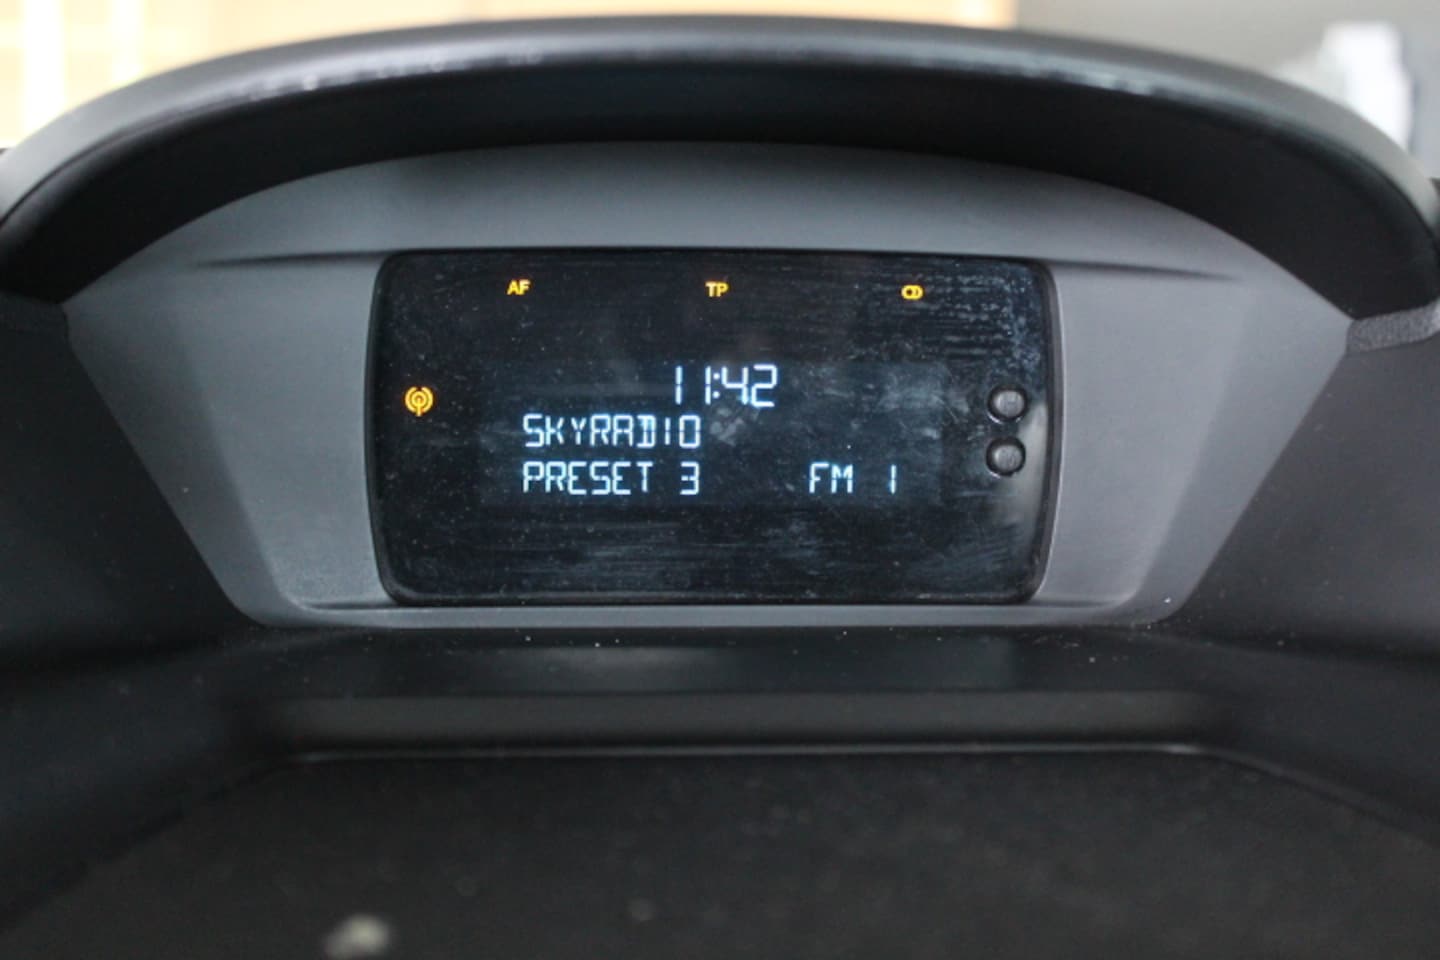 AF TP
11:42
SKYRADIO
PRESET 3 FM 1